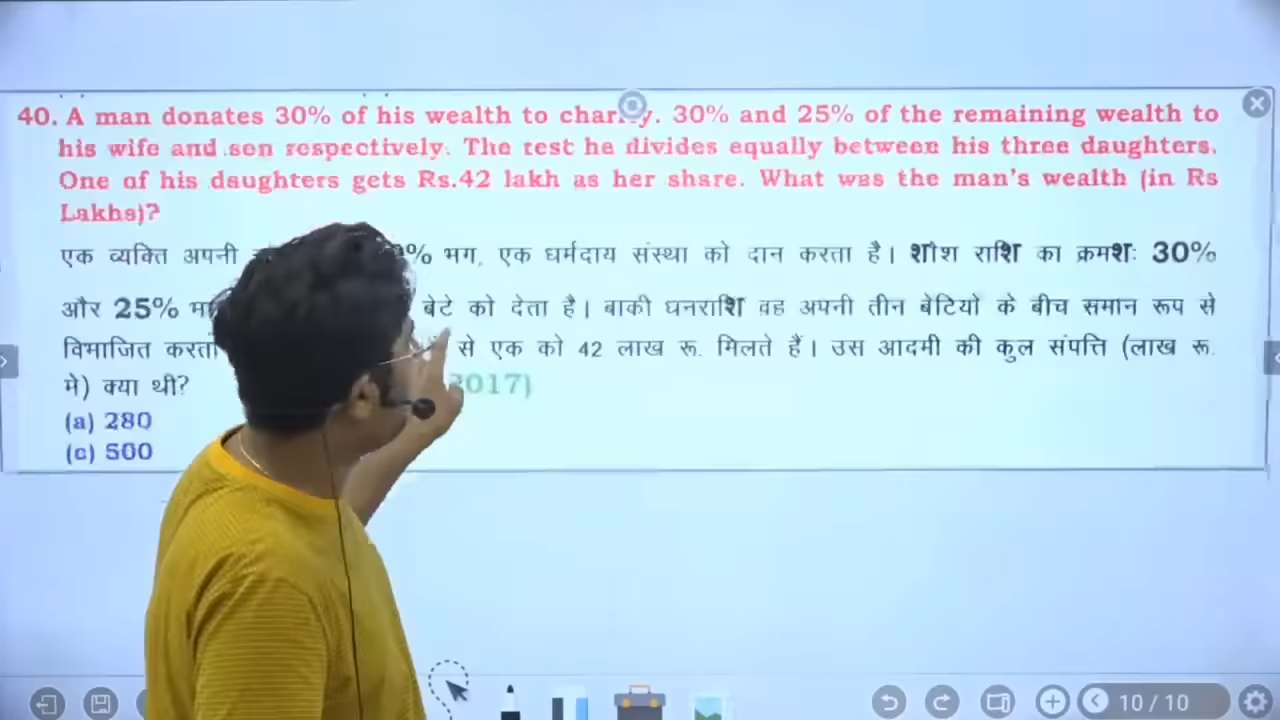 40. A man donates 30% of his wealth to 30% and 25% of the remaining wealth to
his wife and son respectively. The rest he divides equally between his three daughters.
One of his daughters gets Rs.42 lakh as her share. What was the man's wealth (in Rs
Lakhs)?
एक व्यक्ति अपनी % भग, एक धर्मदाय संस्था को दान करता है। शोश राशि का क्रमशः 30%
और 25% बेटे को देता है। बाकी धनराशि वह अपनी तीन बेटियों के बीच समान रूप से
विभाजित करता से एक को 42 लाख रू. मिलते हैं। उस आदमी की कुल संपत्ति (लाख रू.
मे) क्या थी? 2017)
(a) 280
(c) 500
10 / 10